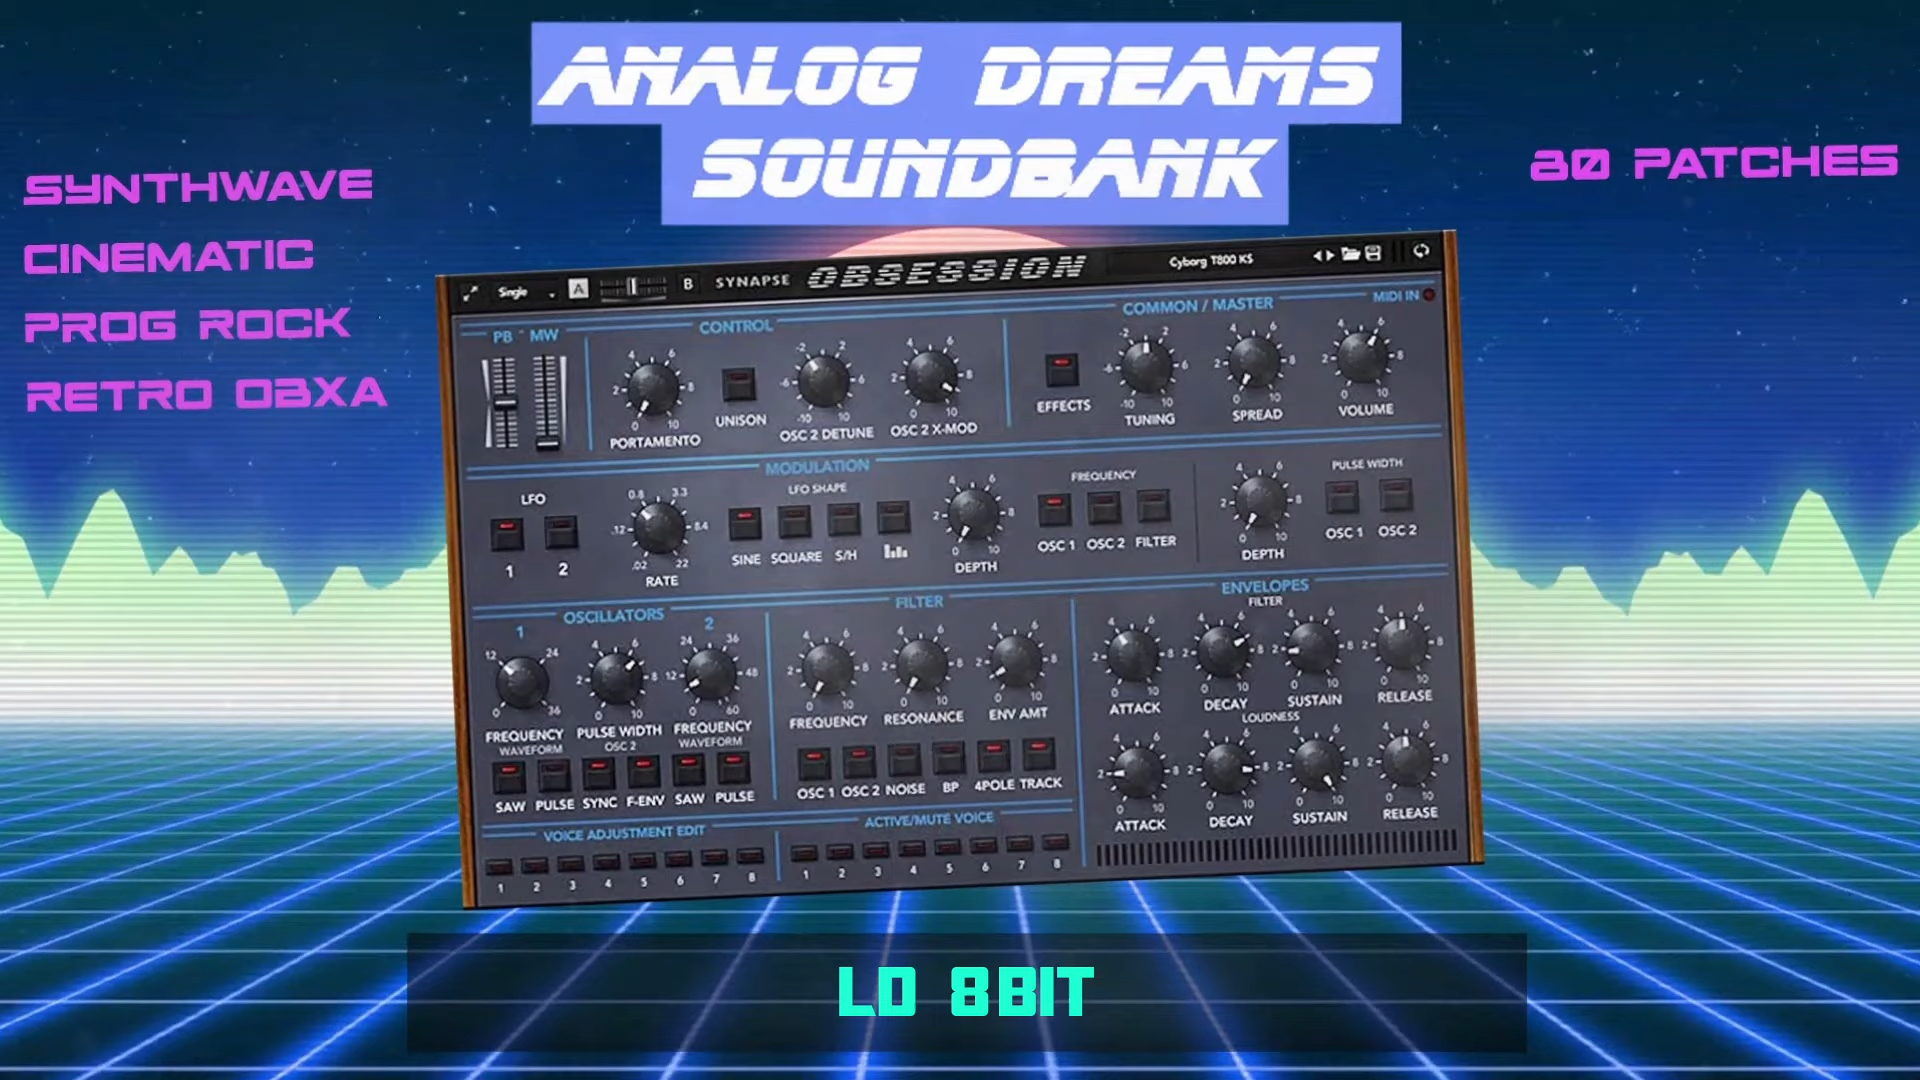 ANALOG DREAMS
SOUNDBANK
SYNTHWAVE
CINEMATIC
PROG ROCK
RETRO OBXA
80 PATCHES
Single A B SYNAPSE OBSESSION Cyborg T800 KS
PB MW CONTROL COMMON / MASTER MIDI IN
PORTAMENTO UNISON OSC 2 DETUNE OSC 2 X-MOD EFFECTS TUNING SPREAD VOLUME
MODULATION
LFO LFO SHAPE FREQUENCY PULSE WIDTH
1 2 RATE SINE SQUARE S/H DEPTH OSC 1 OSC 2 FILTER DEPTH OSC 1 OSC 2
OSCILLATORS FILTER ENVELOPES
1 2 FILTER
FREQUENCY PULSE WIDTH FREQUENCY FREQUENCY RESONANCE ENV AMT ATTACK DECAY SUSTAIN RELEASE
WAVEFORM OSC 2 WAVEFORM LOUDNESS
SAW PULSE SYNC F-ENV SAW PULSE OSC 1 OSC 2 NOISE BP 4POLE TRACK ATTACK DECAY SUSTAIN RELEASE
VOICE ADJUSTMENT EDIT ACTIVE/MUTE VOICE
1 2 3 4 5 6 7 8 1 2 3 4 5 6 7 8
LD 8BIT